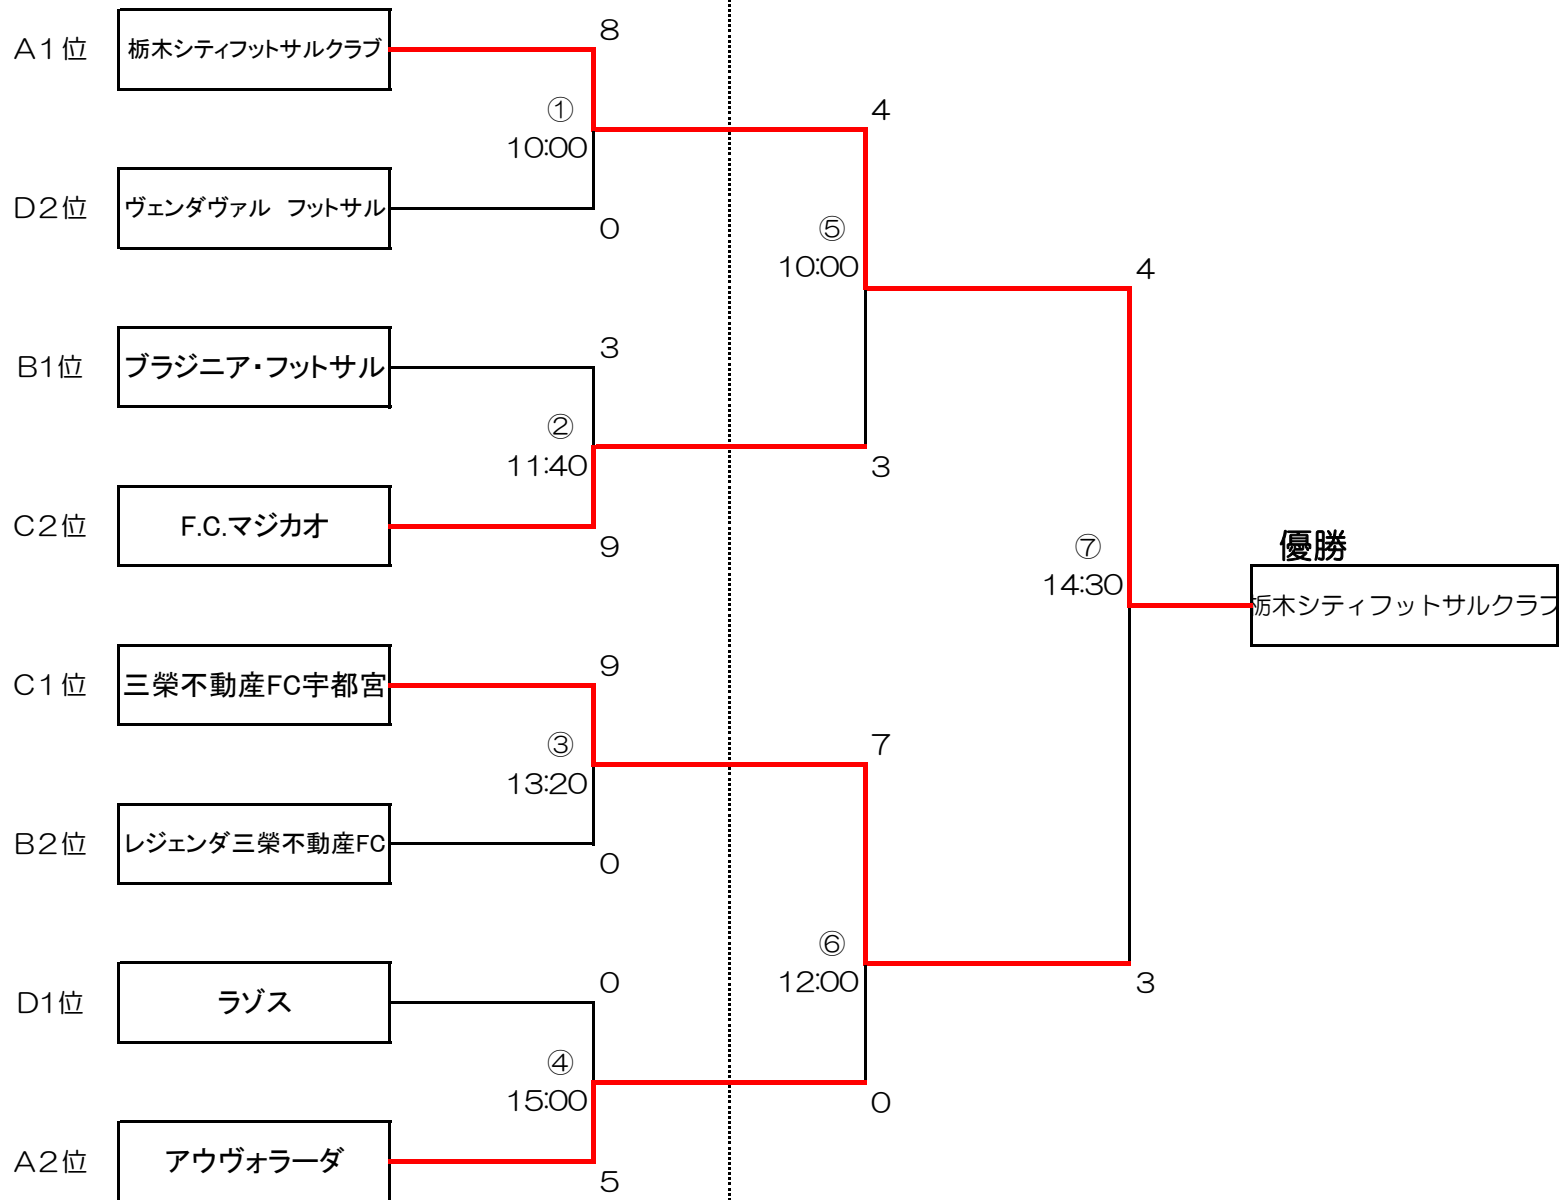 8
A1位 栃木シティフットサルクラブ
4
①
10:00
D2位 ヴェンダヴァル　フットサル
0
⑤
10:00
4
3
B1位 ブラジニア・フットサル
②
11:40
3
C2位 F.C.マジカオ
9
優勝
⑦
14:30
栃木シティフットサルクラブ
9
C1位 三榮不動産FC宇都宮
7
③
13:20
B2位 レジェンダ三榮不動産FC
0
⑥
12:00
0
3
D1位 ラゾス
④
15:00
0
A2位 アウヴォラーダ
5